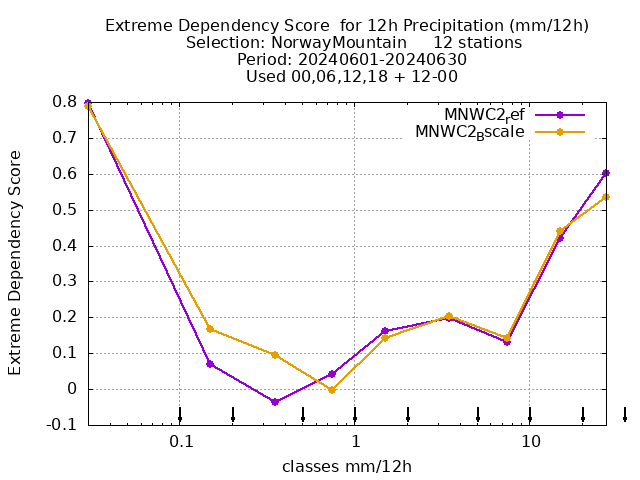 Extreme Dependency Score  for 12h Precipitation (mm/12h)
Selection: NorwayMountain     12 stations
Period: 20240601-20240630
Used 00,06,12,18 + 12-00
MNWC2ref
MNWC2Bscale
Extreme Dependency Score
0.8
0.7
0.6
0.5
0.4
0.3
0.2
0.1
0
-0.1
0.1
1
10
classes mm/12h